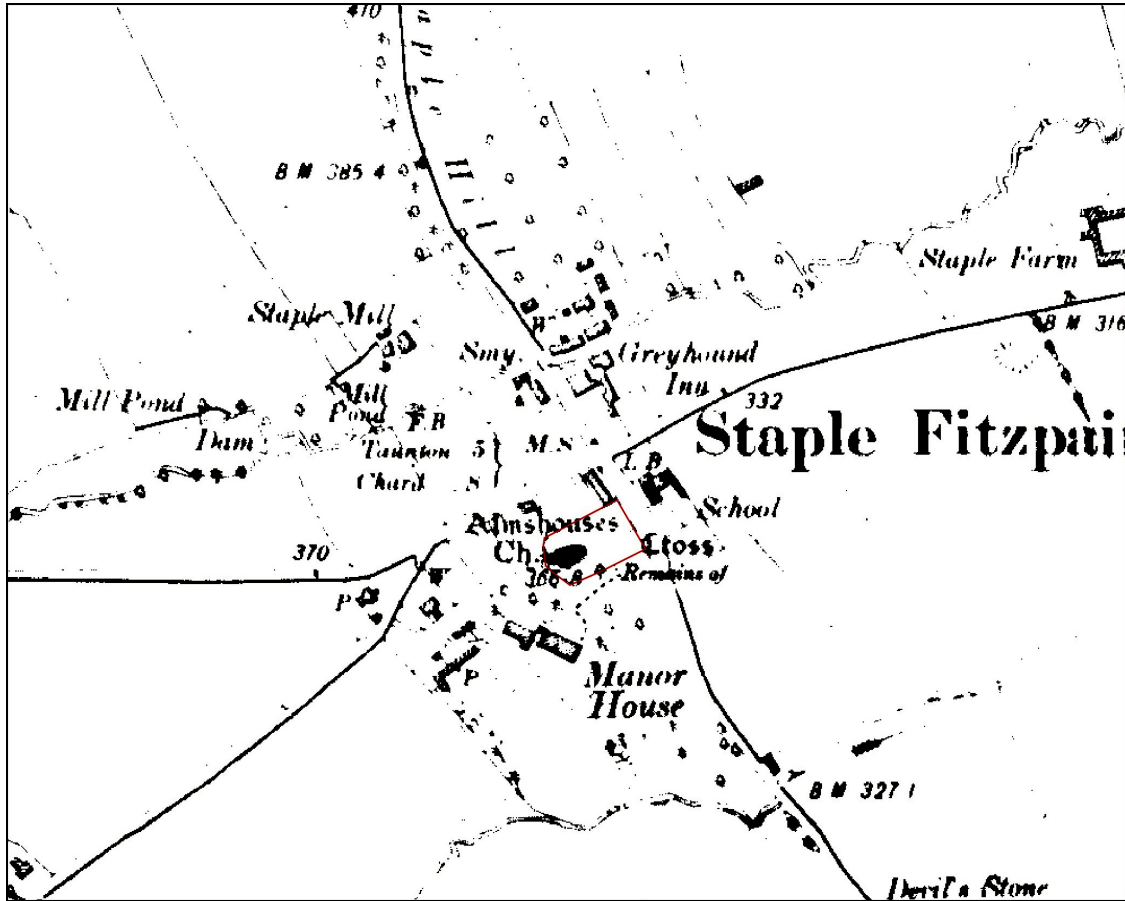 410
B M 385 4
Hill
Staple Farm
B M 316
Staple Mill
W
Smy.
Greyhound
Inn
Mill Pond
Mill
Pond
F B
332
Dam
Staple Fitzpai
Taunton 5
Chard 8
M.S
L B
School
Almshouses
Ch.
Cross
Remains of
366 8
370
P
P
Manor
House
B M 327 1
Devil's Stone